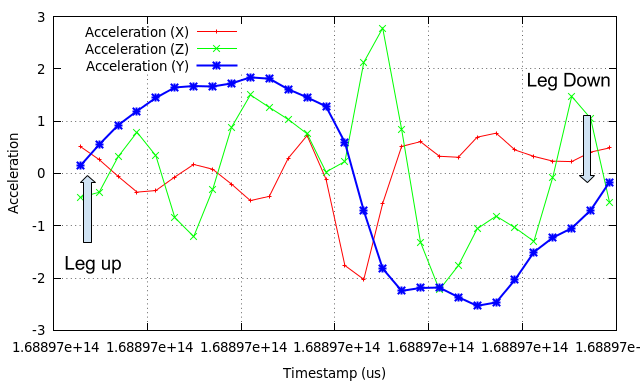 Acceleration (X)
Acceleration (Z)
Acceleration (Y)
3
2
1
0
-1
-2
-3
Acceleration
Leg Down
Leg up
1.68897e+14 1.68897e+14 1.68897e+14 1.68897e+14 1.68897e+14 1.68897e+14 1.68897e-
Timestamp (us)